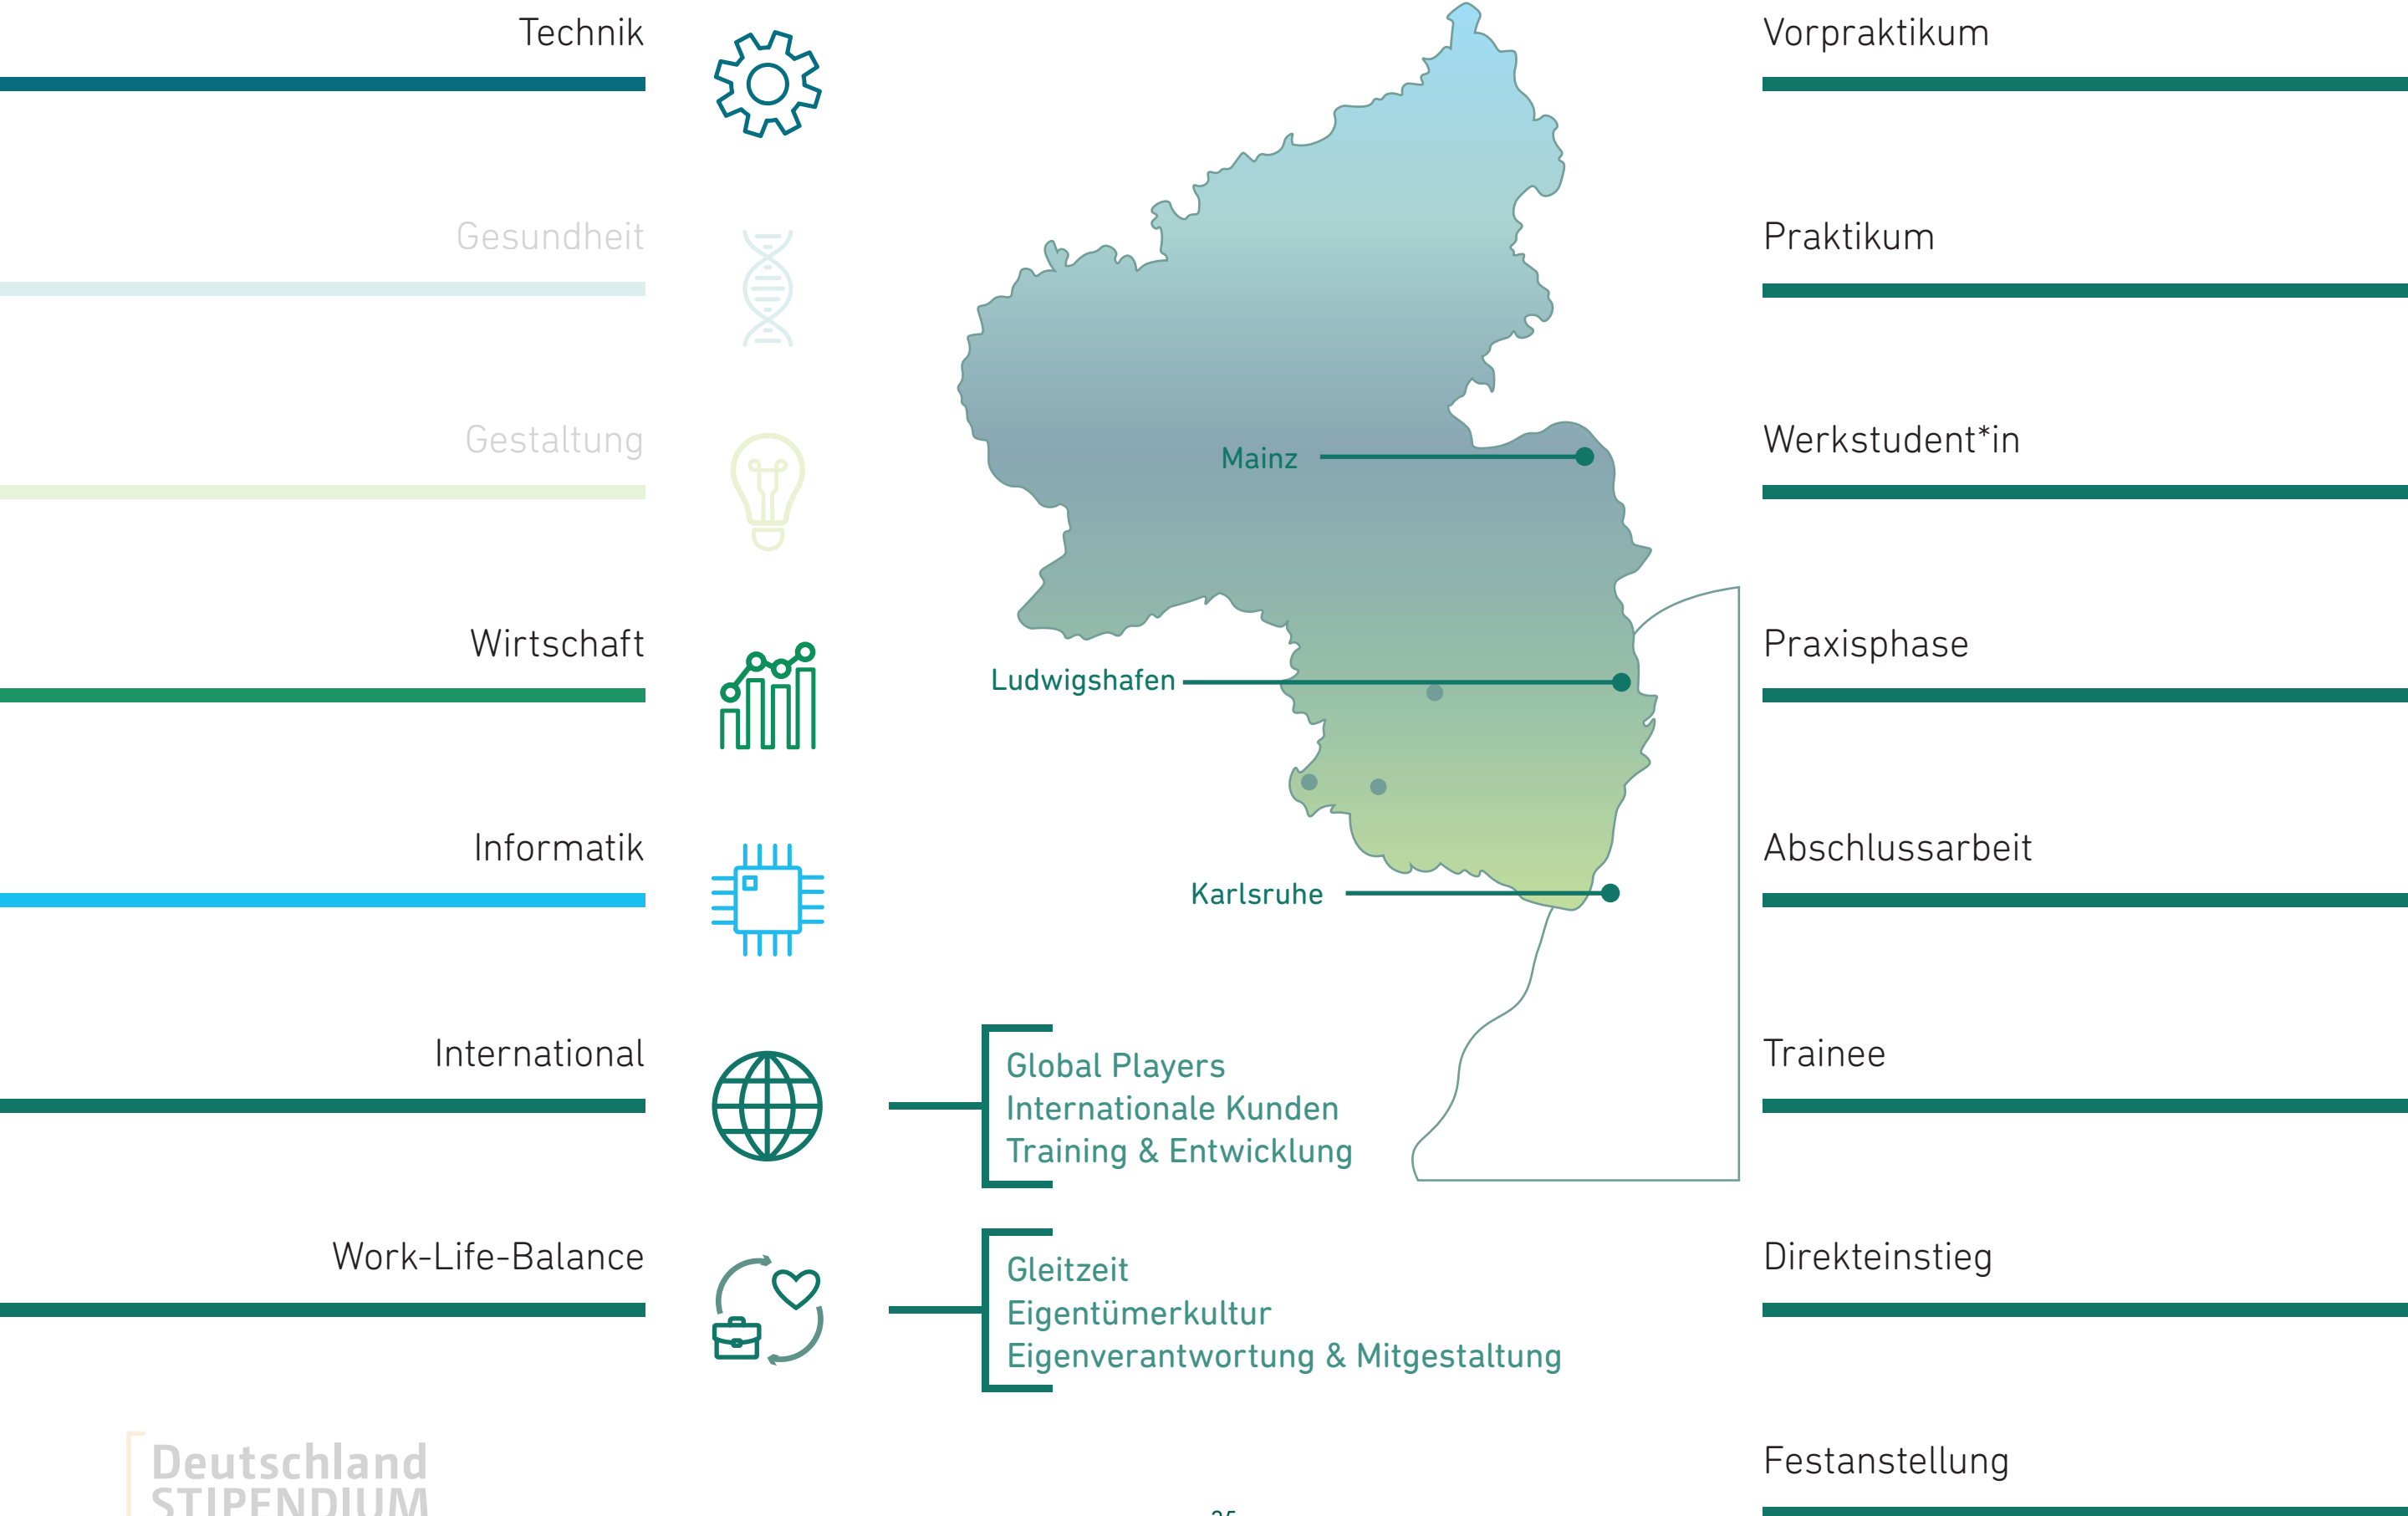 Technik
Gesundheit
Gestaltung
Wirtschaft
Informatik
International
Work-Life-Balance
Mainz
Ludwigshafen
Karlsruhe
Global Players
Internationale Kunden
Training & Entwicklung
Gleitzeit
Eigentümerkultur
Eigenverantwortung & Mitgestaltung
Vorpraktikum
Praktikum
Werkstudent*in
Praxisphase
Abschlussarbeit
Trainee
Direkteinstieg
Festanstellung
Deutschland
STIPENDIUM